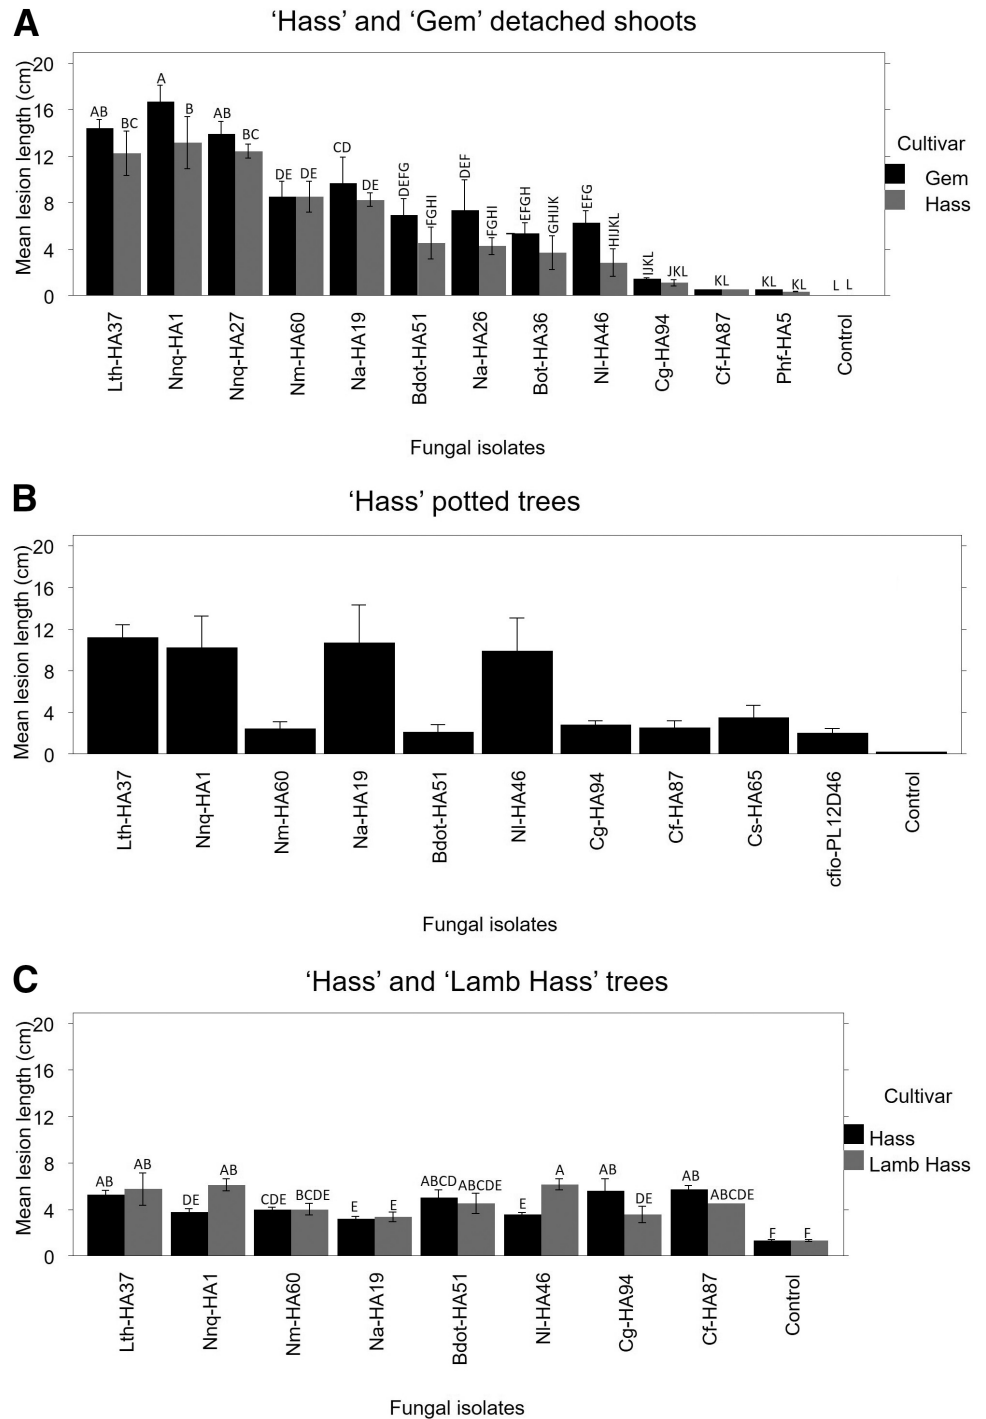 A
‘Hass’ and ‘Gem’ detached shoots
Mean lesion length (cm)
20
16
12
8
4
0
AB BC A B AB BC DE DE CD DE DEFG FGHI DEF FGHI EFGH GHIJK EFG HIJKL IJKL JKL KL KL KL L L
Cultivar
Gem
Hass
Lth-HA37 Nnq-HA1 Nnq-HA27 Nm-HA60 Na-HA19 Bdot-HA51 Na-HA26 Bot-HA36 Nl-HA46 Cg-HA94 Cf-HA87 Phf-HA5 Control
Fungal isolates
B
‘Hass’ potted trees
Mean lesion length (cm)
20
16
12
8
4
0
Lth-HA37 Nnq-HA1 Nm-HA60 Na-HA19 Bdot-HA51 Nl-HA46 Cg-HA94 Cf-HA87 Cs-HA65 cfio-PL12D46 Control
Fungal isolates
C
‘Hass’ and ‘Lamb Hass’ trees
Mean lesion length (cm)
20
16
12
8
4
0
AB AB DE AB CDE BCDE E E ABCD ABCDE E A AB DE AB ABCDE F F
Cultivar
Hass
Lamb Hass
Lth-HA37 Nnq-HA1 Nm-HA60 Na-HA19 Bdot-HA51 Nl-HA46 Cg-HA94 Cf-HA87 Control
Fungal isolates